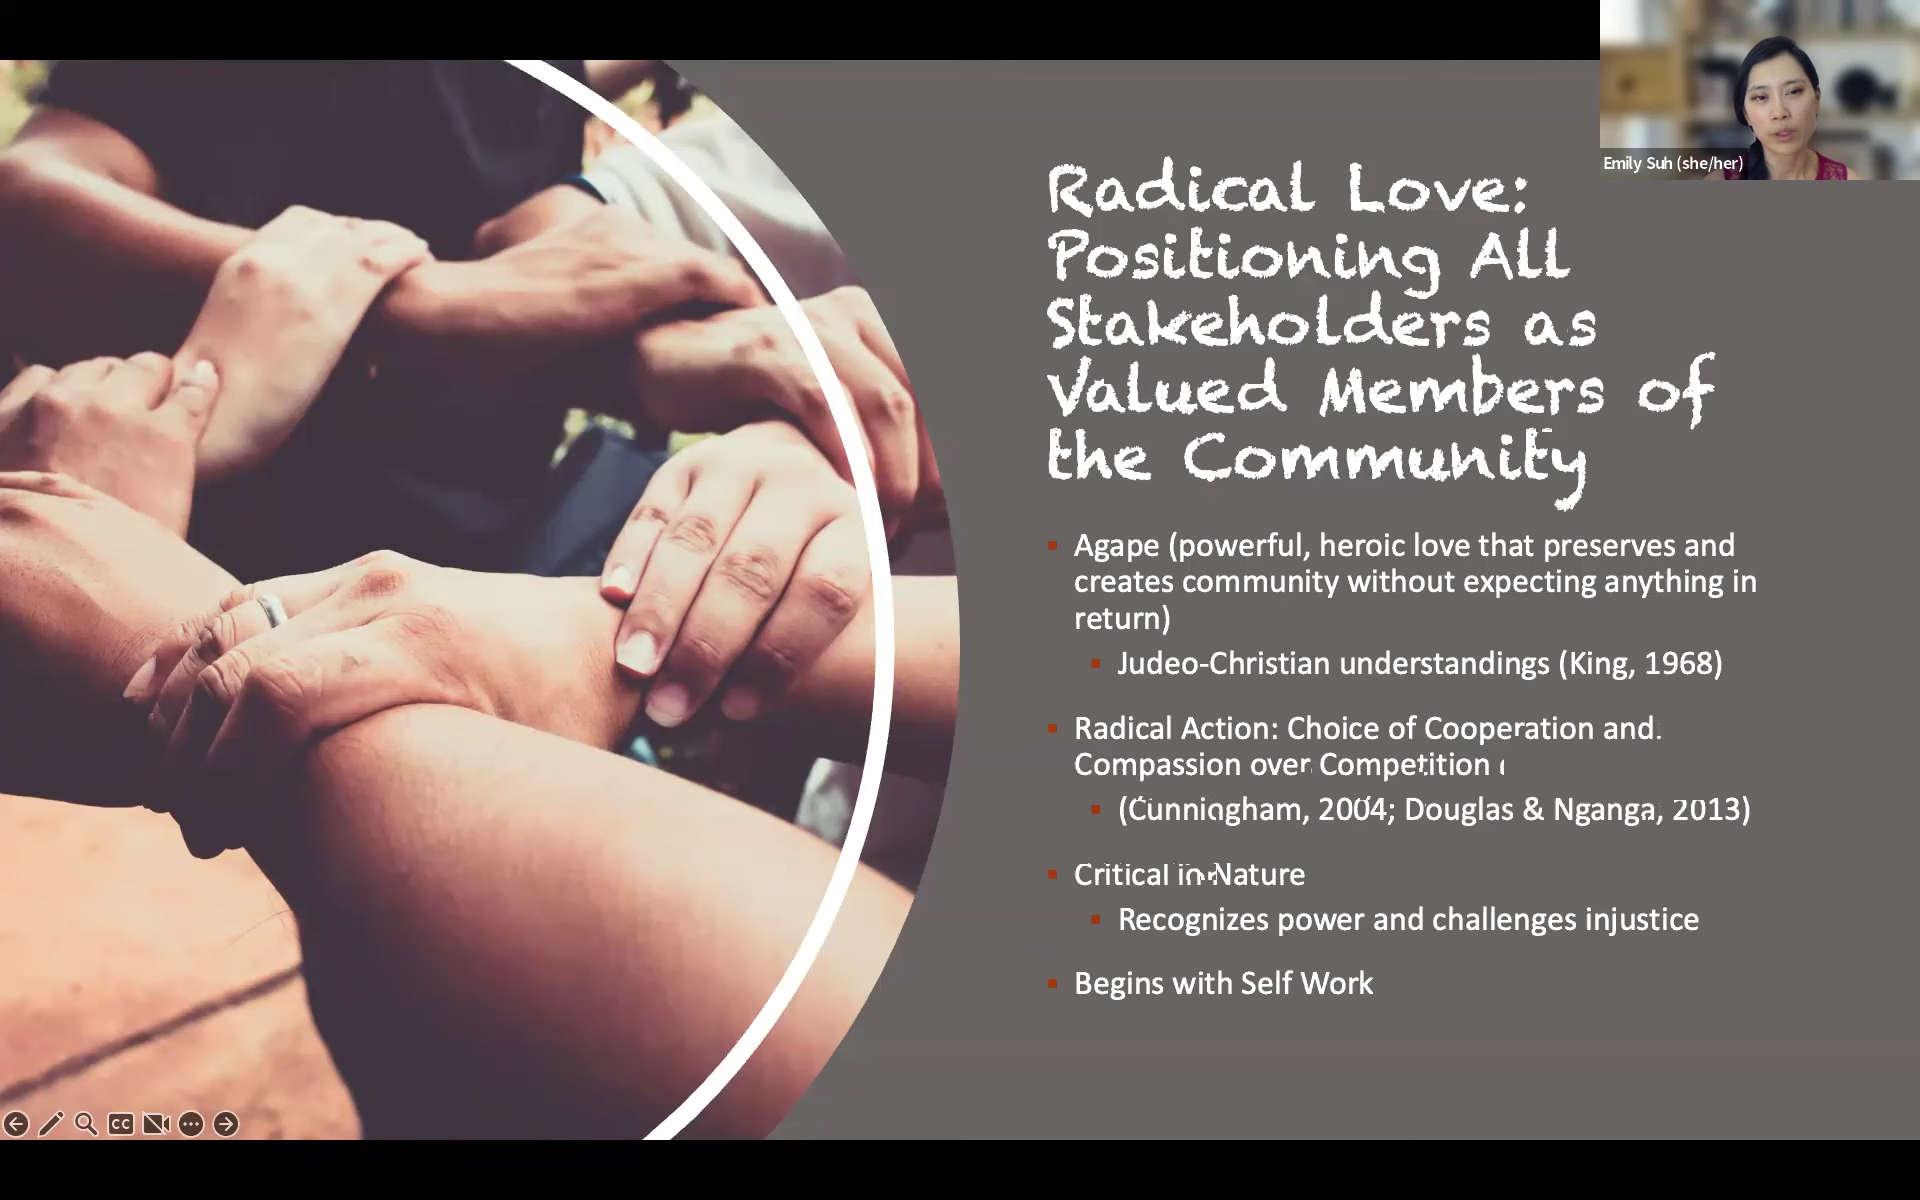 Emily Suh (she/her)
Radical Love:
Positioning All
Stakeholders as
Valued Members of
the Community
Agape (powerful, heroic love that preserves and
creates community without expecting anything in
return)
Judeo-Christian understandings (King, 1968)
Radical Action: Choice of Cooperation and
Compassion over Competition
(Cunningham, 2004; Douglas & Nganga, 2013)
Critical in Nature
Recognizes power and challenges injustice
Begins with Self Work
CC